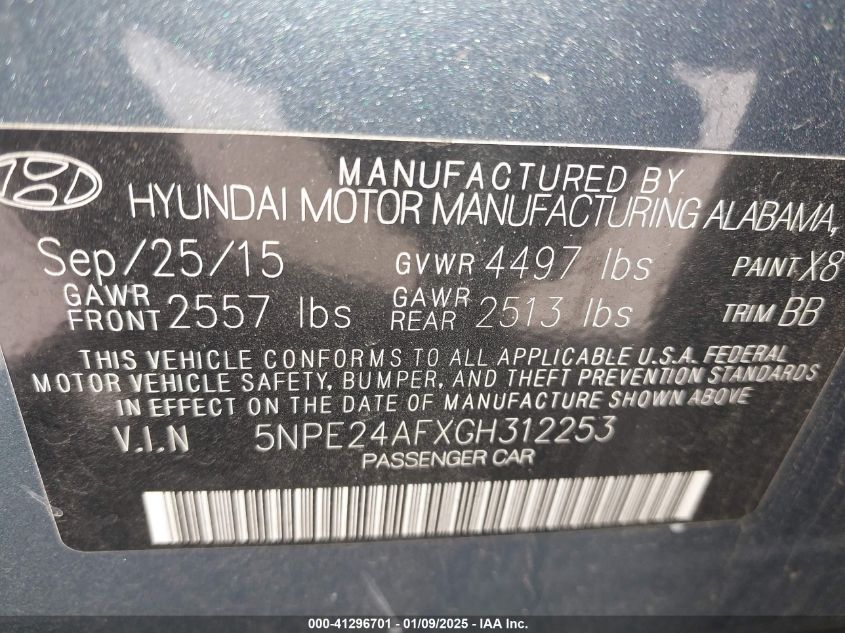 MANUFACTURED BY
HYUNDAI MOTOR MANUFACTURING ALABAMA,
Sep/25/15 GVWR 4497 lbs PAINT X8
GAWR FRONT 2557 lbs GAWR REAR 2513 lbs TRIM BB
THIS VEHICLE CONFORMS TO ALL APPLICABLE U.S.A. FEDERAL
MOTOR VEHICLE SAFETY, BUMPER, AND THEFT PREVENTION STANDARDS
IN EFFECT ON THE DATE OF MANUFACTURE SHOWN ABOVE
V.I.N 5NPE24AFXGH312253
PASSENGER CAR
000-41296701 - 01/09/2025 - IAA Inc.